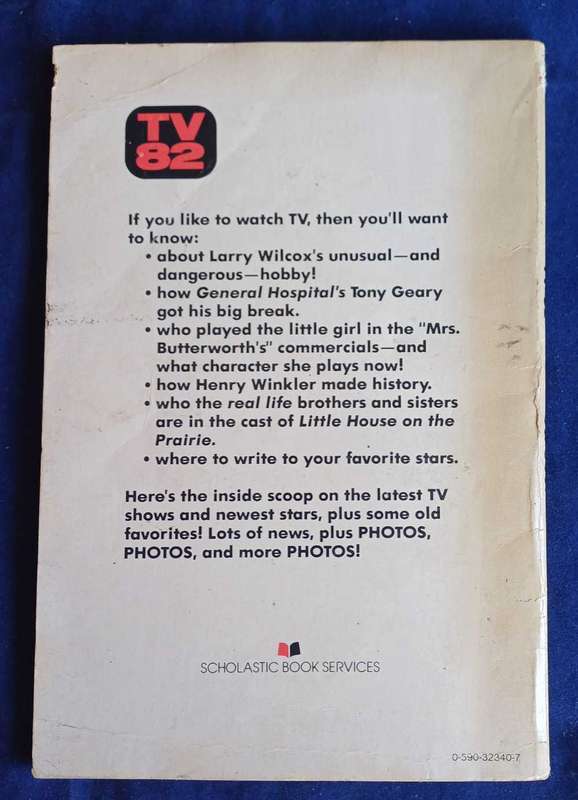 TV
82
If you like to watch TV, then you'll want
to know:
• about Larry Wilcox's unusual—and
dangerous—hobby!
• how General Hospital's Tony Geary
got his big break.
• who played the little girl in the "Mrs.
Butterworth's" commercials—and
what character she plays now!
• how Henry Winkler made history.
• who the real life brothers and sisters
are in the cast of Little House on the
Prairie.
• where to write to your favorite stars.
Here's the inside scoop on the latest TV
shows and newest stars, plus some old
favorites! Lots of news, plus PHOTOS,
PHOTOS, and more PHOTOS!
SCHOLASTIC BOOK SERVICES
0-590-32340-7